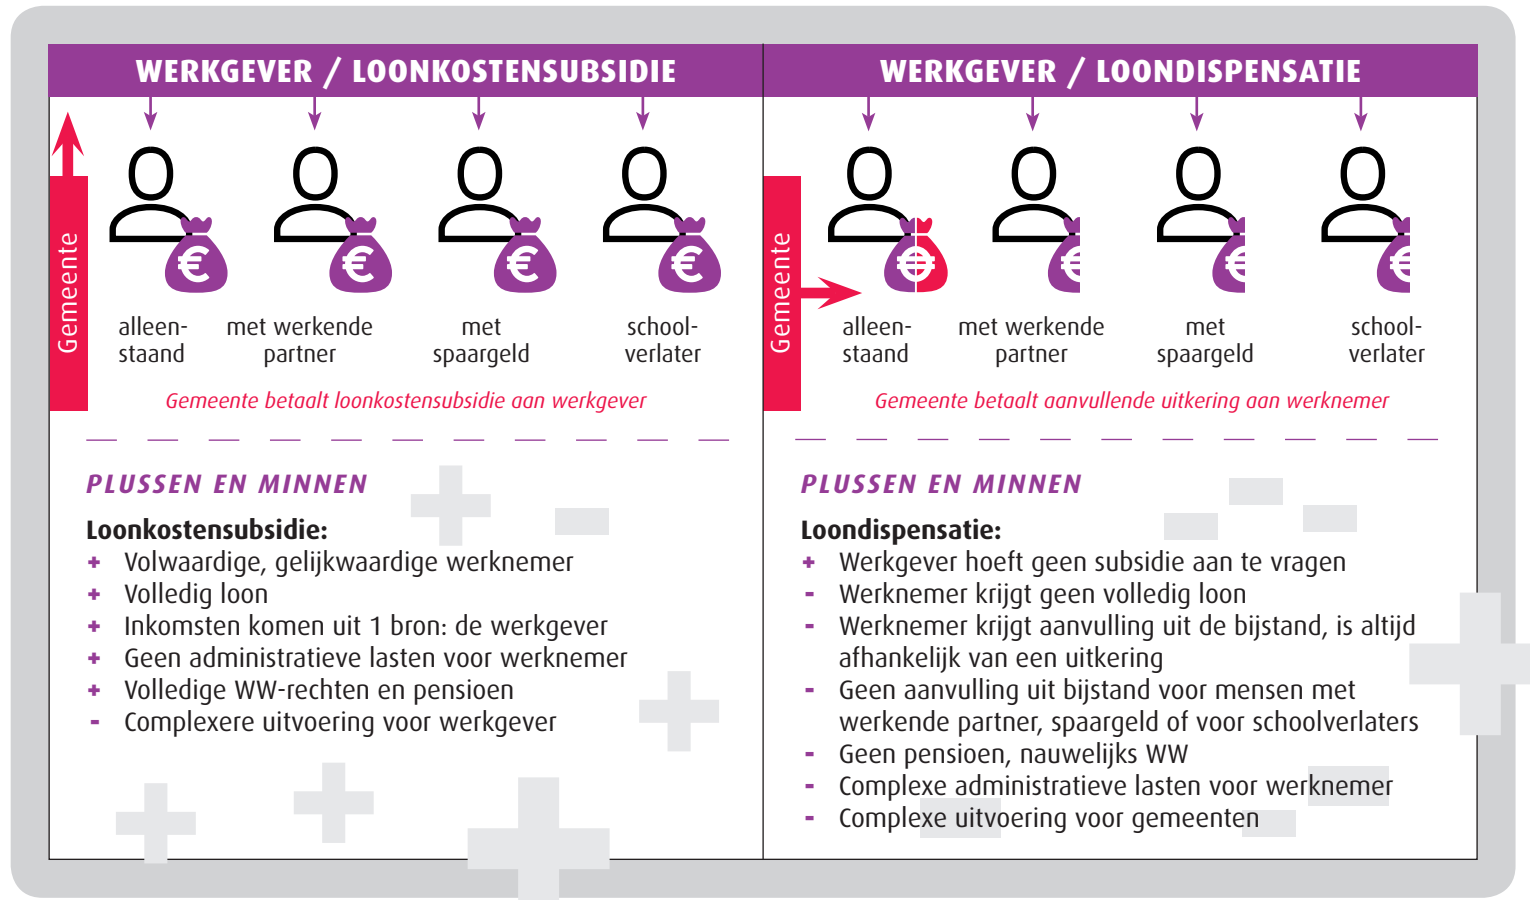 WERKGEVER / LOONKOSTENSUBSIDIE
Gemeente
€ € € €
alleen-
staand
met werkende
partner
met
spaargeld
school-
verlater
Gemeente betaalt loonkostensubsidie aan werkgever
PLUSSEN EN MINNEN
Loonkostensubsidie:
+ Volwaardige, gelijkwaardige werknemer
+ Volledig loon
+ Inkomsten komen uit 1 bron: de werkgever
+ Geen administratieve lasten voor werknemer
+ Volledige WW-rechten en pensioen
- Complexere uitvoering voor werkgever
WERKGEVER / LOONDISPENSATIE
Gemeente
€ € € €
alleen-
staand
met werkende
partner
met
spaargeld
school-
verlater
Gemeente betaalt aanvullende uitkering aan werknemer
PLUSSEN EN MINNEN
Loondispensatie:
+ Werkgever hoeft geen subsidie aan te vragen
- Werknemer krijgt geen volledig loon
- Werknemer krijgt aanvulling uit de bijstand, is altijd
afhankelijk van een uitkering
- Geen aanvulling uit bijstand voor mensen met
werkende partner, spaargeld of voor schoolverlaters
- Geen pensioen, nauwelijks WW
- Complexe administratieve lasten voor werknemer
- Complexe uitvoering voor gemeenten